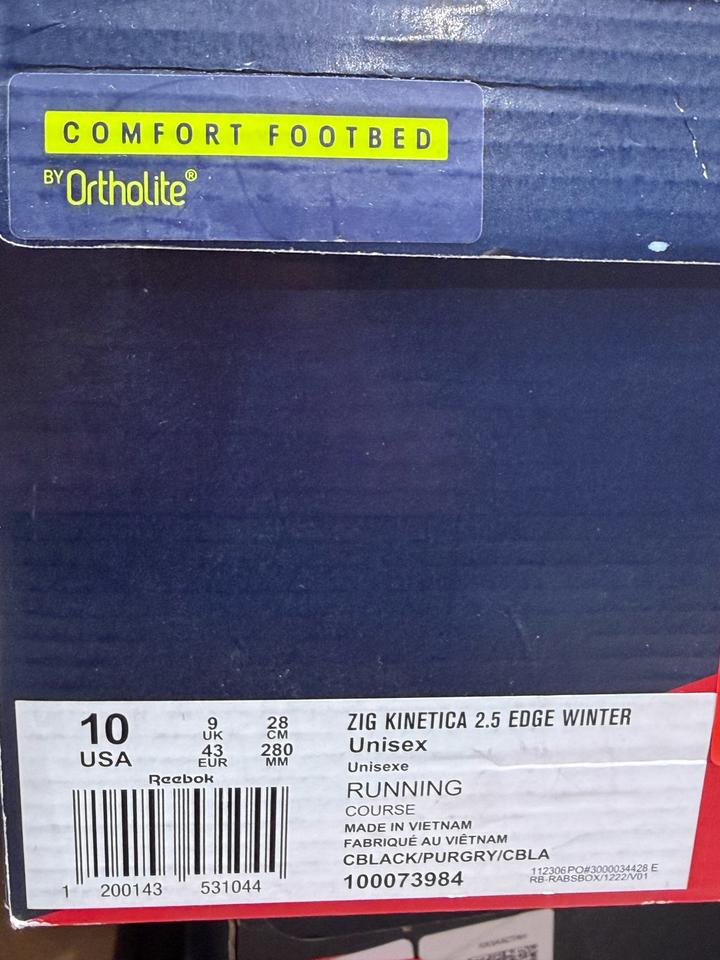 COMFORT FOOTBED
BY Ortholite®
10
USA
9
UK
43
EUR
28
CM
280
MM
Reebok
1 200143 531044
ZIG KINETICA 2.5 EDGE WINTER
Unisex
Unisexe
RUNNING
COURSE
MADE IN VIETNAM
FABRIQUÉ AU VIÊTNAM
CBLACK/PURGRY/CBLA
100073984
112306PO#3000034428 E
RB-RABSBOX/1222/V01